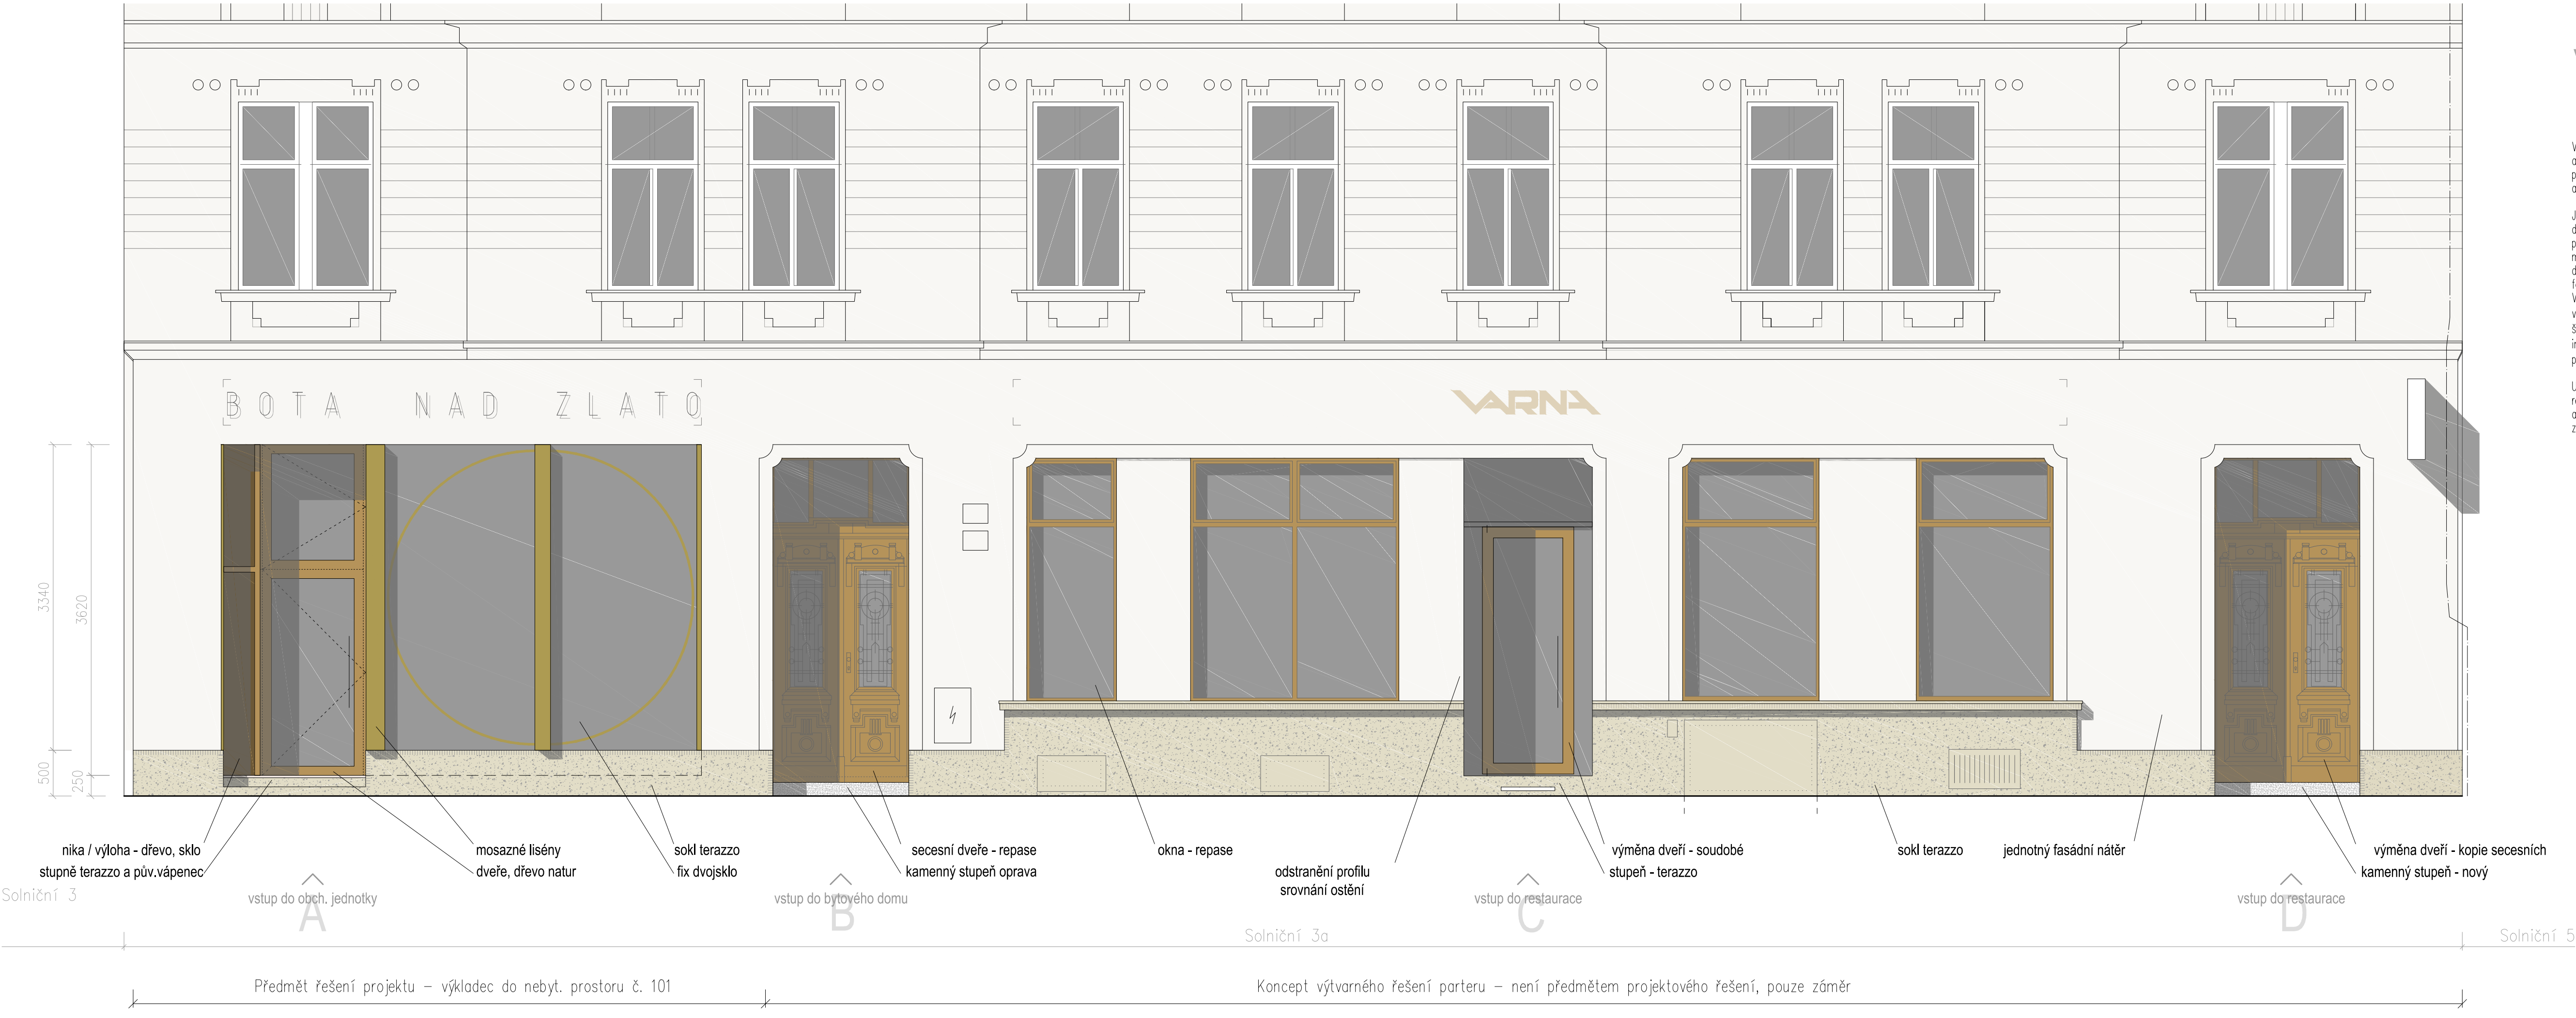 BOTA NAD ZLATO
VARNA
3340
3620
500
250
nika / výloha - dřevo, sklo
stupně terazzo a pův.vápenec
mosazné lisény
dveře, dřevo natur
sokl terazzo
fix dvojsklo
secesní dveře - repase
kamenný stupeň oprava
okna - repase
odstranění profilu
srovnání ostění
výměna dveří - soudobé
stupeň - terazzo
sokl terazzo
jednotný fasádní nátěr
výměna dveří - kopie secesních
kamenný stupeň - nový
Solniční 3
vstup do obch. jednotky
A
vstup do bytového domu
B
vstup do restaurace
C
vstup do restaurace
D
Solniční 3a
Solniční 5
Předmět řešení projektu – výkladec do nebyt. prostoru č. 101
Koncept výtvarného řešení parteru – není předmětem projektového řešení, pouze záměr